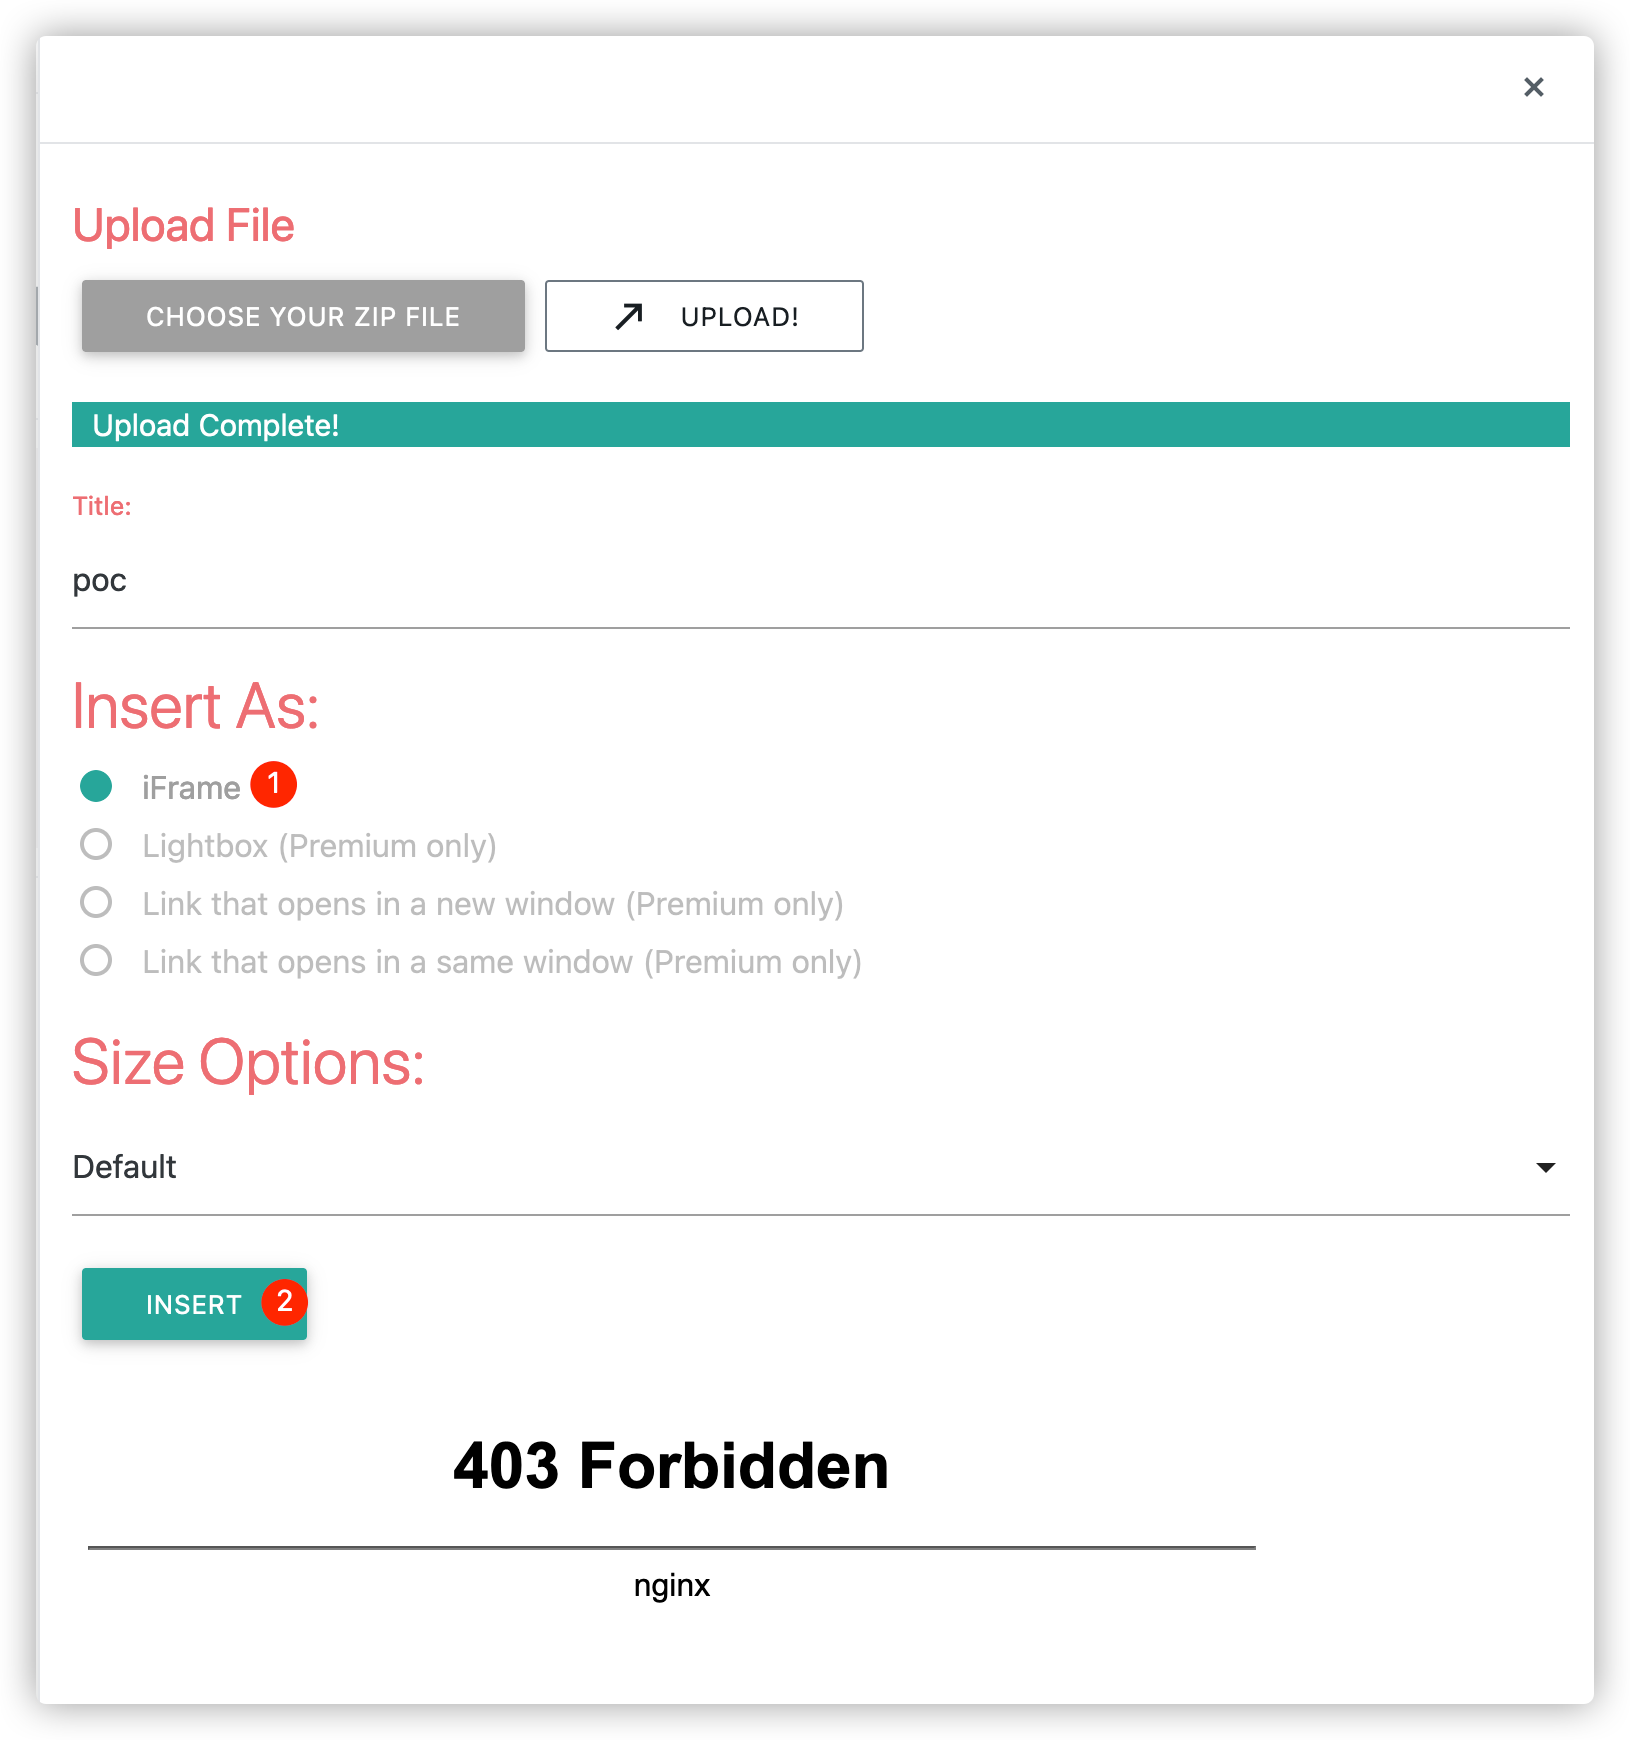 ×
Upload File
CHOOSE YOUR ZIP FILE
UPLOAD!
Upload Complete!
Title:
poc
Insert As:
iFrame 1
Lightbox (Premium only)
Link that opens in a new window (Premium only)
Link that opens in a same window (Premium only)
Size Options:
Default
INSERT 2
403 Forbidden
nginx